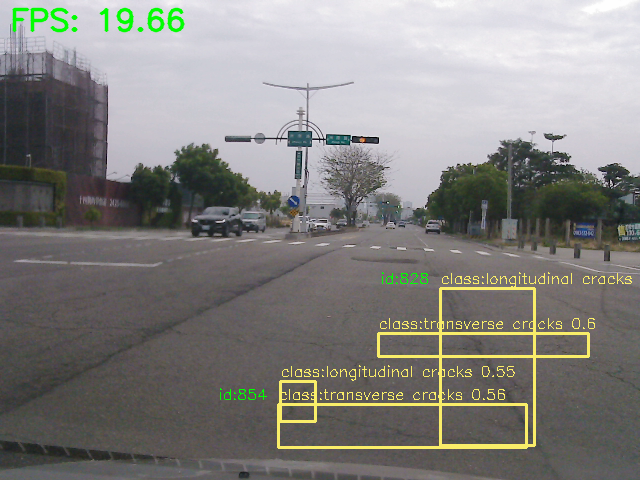 FPS: 19.66
id:828 class:longitudinal cracks
class:transverse cracks 0.6
class:longitudinal cracks 0.55
id:854 class:transverse cracks 0.56